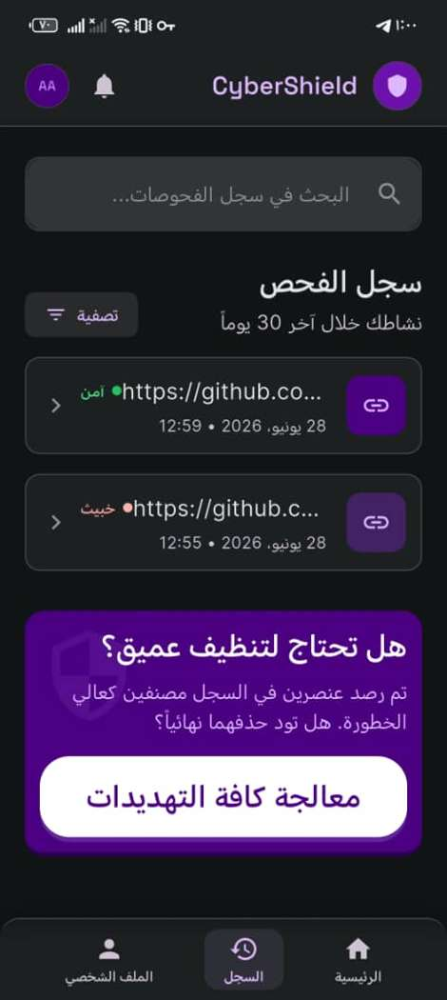 ١:٠٠
٧٠
CyberShield
AA
البحث في سجل الفحوصات...
سجل الفحص
نشاطك خلال آخر 30 يوماً
تصفية
https://github.co...
آمن
28 يونيو، 2026 • 12:59
https://github.c...
خبيث
28 يونيو، 2026 • 12:55
هل تحتاج لتنظيف عميق؟
تم رصد عنصرين في السجل مصنفين كعالي
الخطورة. هل تود حذفهما نهائياً؟
معالجة كافة التهديدات
الرئيسية
السجل
الملف الشخصي